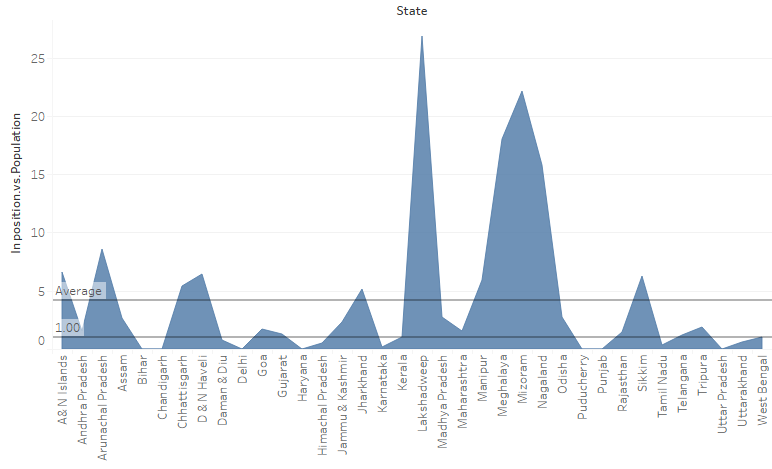 State
In position.vs.Population
25
20
15
10
5
0
Average
1.00
A& N Islands
Andhra Pradesh
Arunachal Pradesh
Assam
Bihar
Chandigarh
Chhattisgarh
D & N Haveli
Daman & Diu
Delhi
Goa
Gujarat
Haryana
Himachal Pradesh
Jammu & Kashmir
Jharkhand
Karnataka
Kerala
Lakshadweep
Madhya Pradesh
Maharashtra
Manipur
Meghalaya
Mizoram
Nagaland
Odisha
Puducherry
Punjab
Rajasthan
Sikkim
Tamil Nadu
Telangana
Tripura
Uttar Pradesh
Uttarakhand
West Bengal